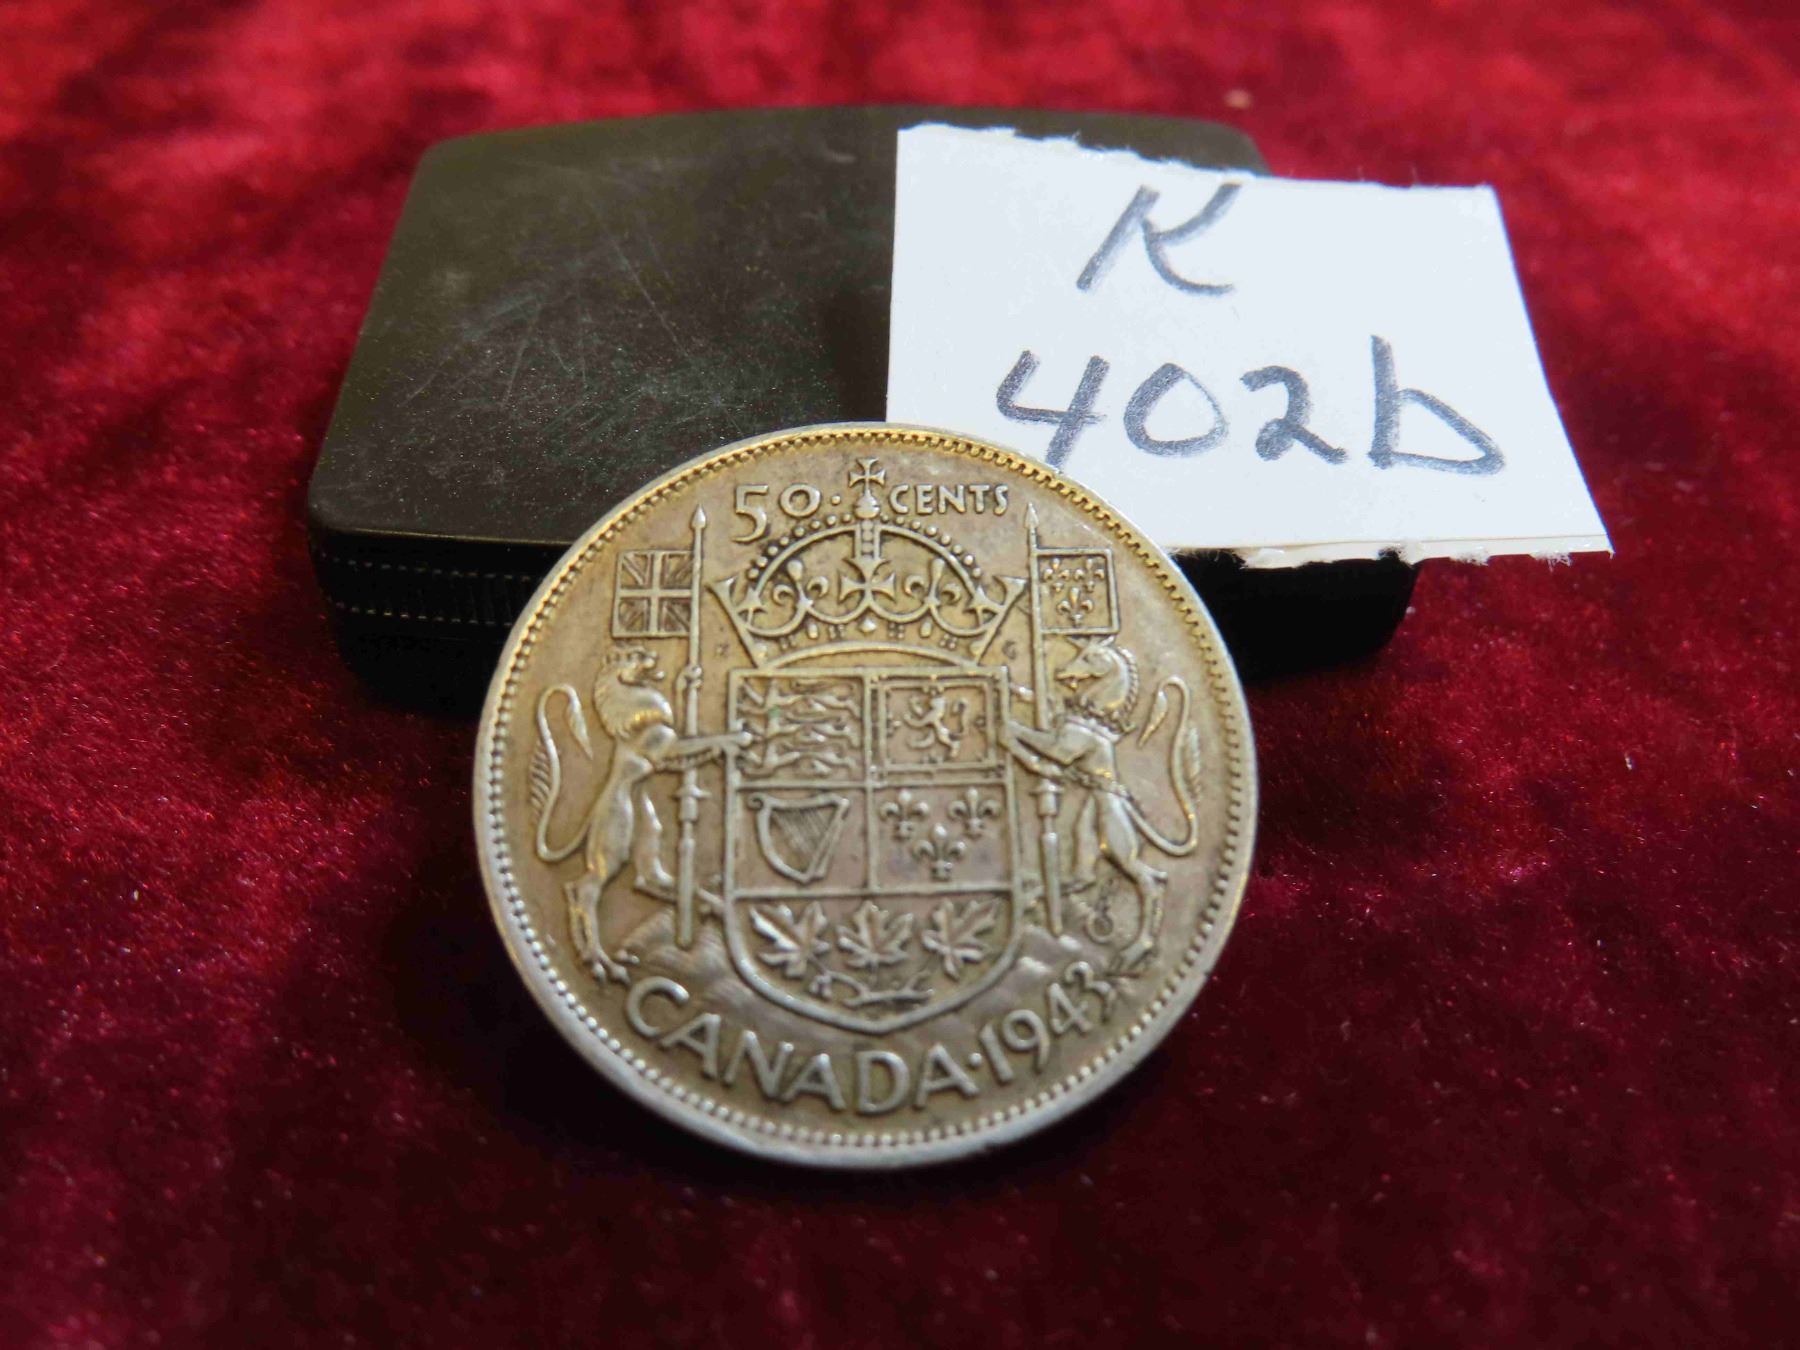 K
402b
50 · CENTS
K G
CANADA · 1943